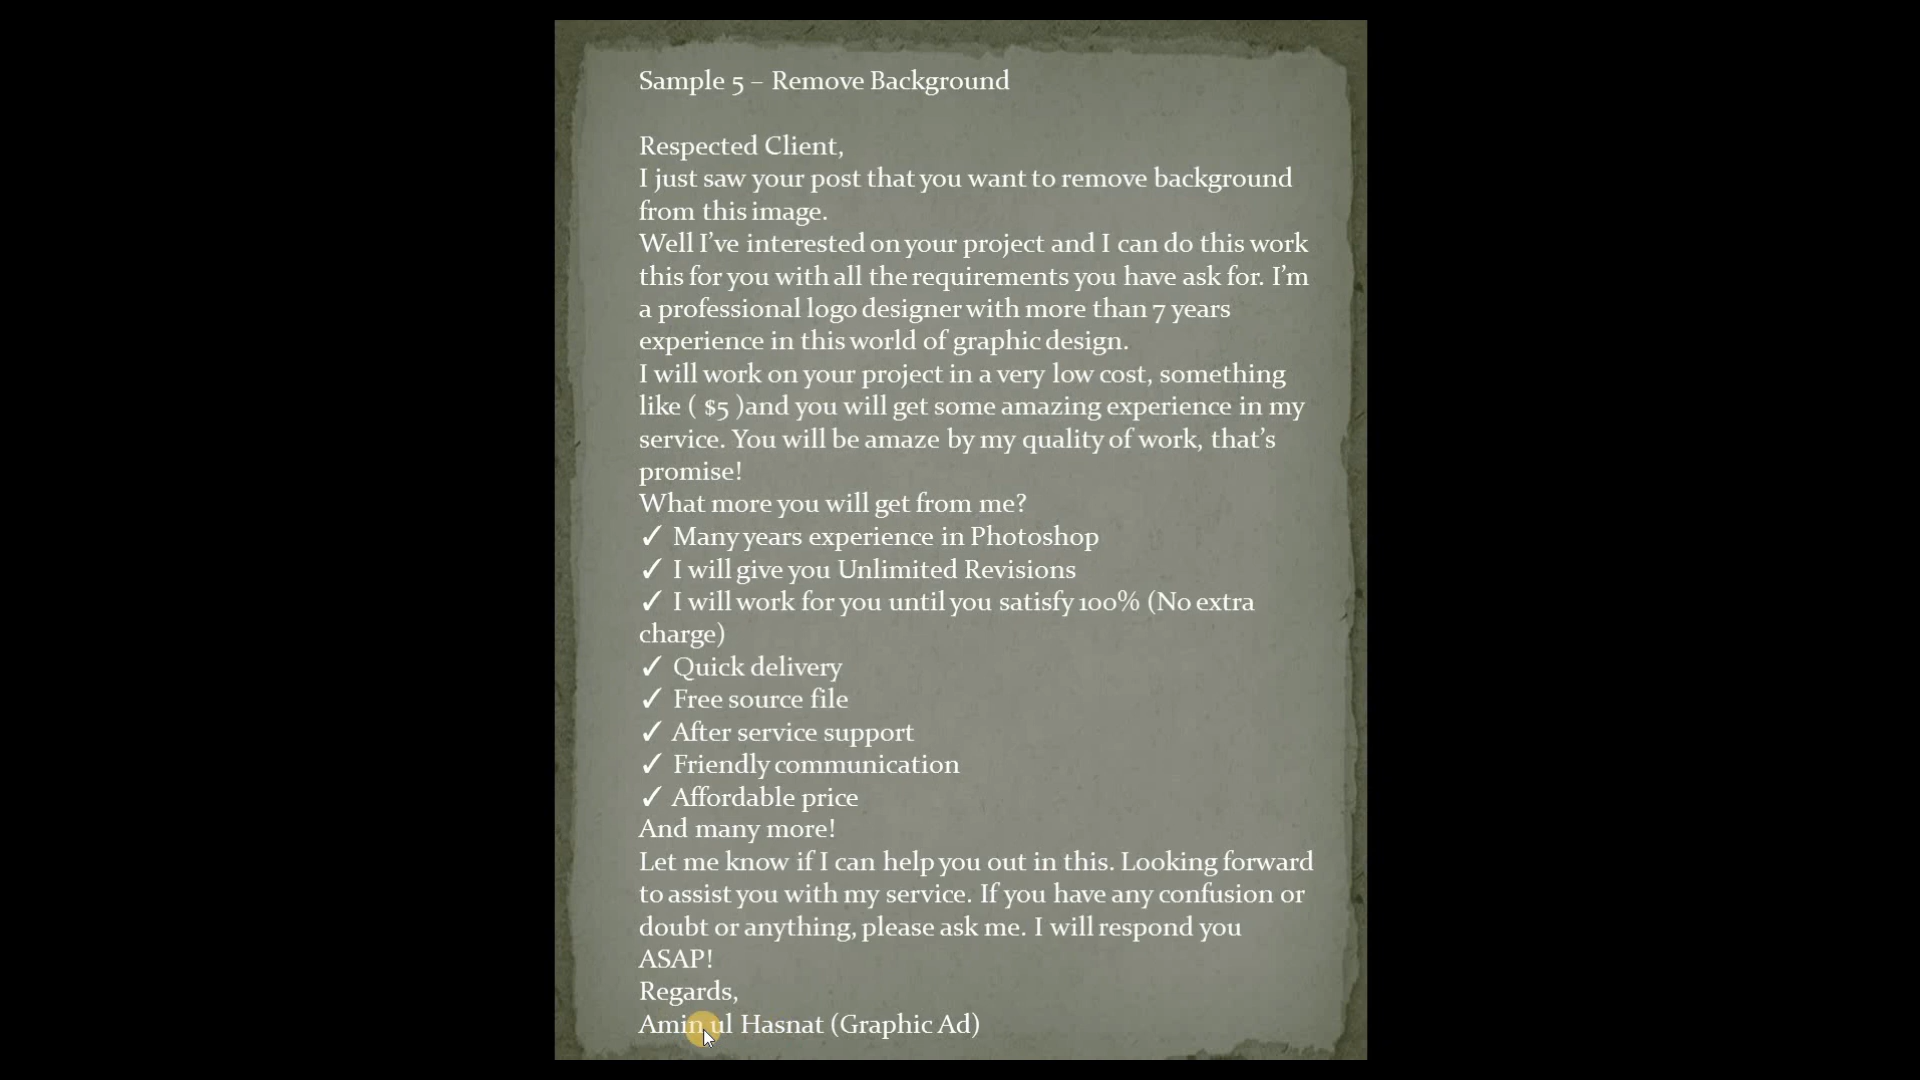 Sample 5 – Remove Background
Respected Client,
I just saw your post that you want to remove background
from this image.
Well I’ve interested on your project and I can do this work
this for you with all the requirements you have ask for. I’m
a professional logo designer with more than 7 years
experience in this world of graphic design.
I will work on your project in a very low cost, something
like ( $5 )and you will get some amazing experience in my
service. You will be amaze by my quality of work, that’s
promise!
What more you will get from me?
✓ Many years experience in Photoshop
✓ I will give you Unlimited Revisions
✓ I will work for you until you satisfy 100% (No extra
charge)
✓ Quick delivery
✓ Free source file
✓ After service support
✓ Friendly communication
✓ Affordable price
And many more!
Let me know if I can help you out in this. Looking forward
to assist you with my service. If you have any confusion or
doubt or anything, please ask me. I will respond you
ASAP!
Regards,
Amin ul Hasnat (Graphic Ad)